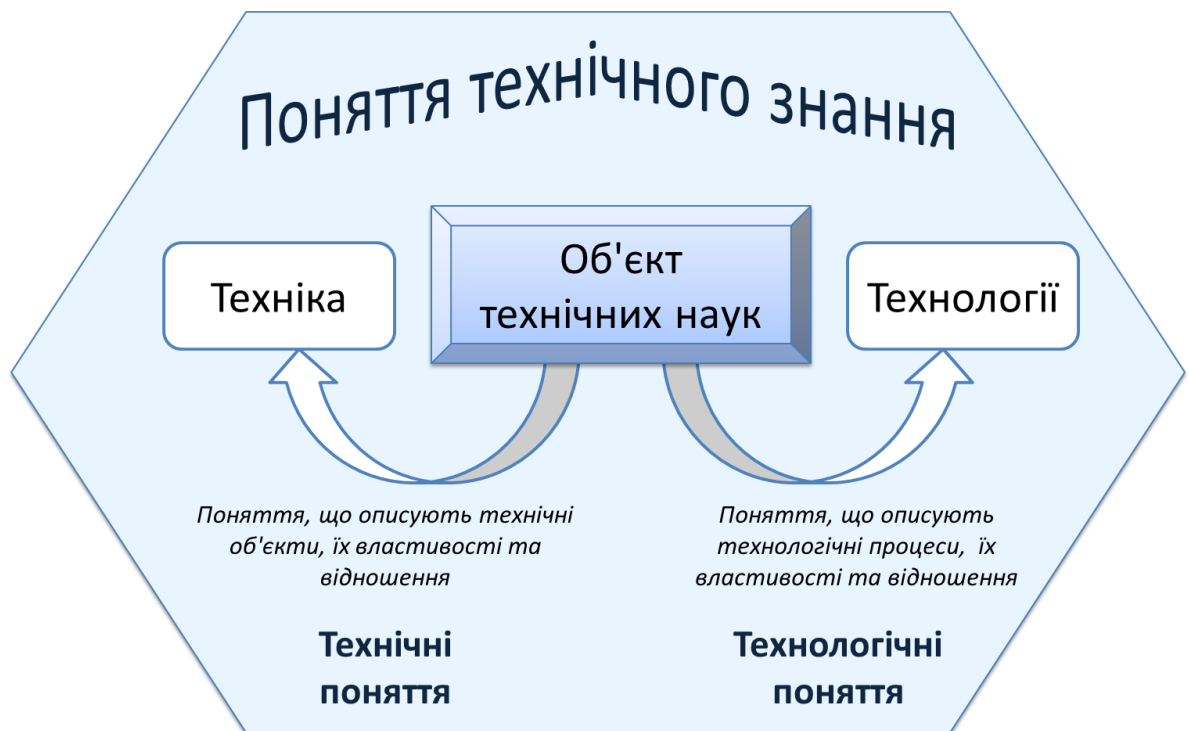 Поняття технічного знання
Техніка
Об'єкт
технічних наук
Технології
Поняття, що описують технічні
об'єкти, їх властивості та
відношення
Поняття, що описують
технологічні процеси, їх
властивості та відношення
Технічні
поняття
Технологічні
поняття